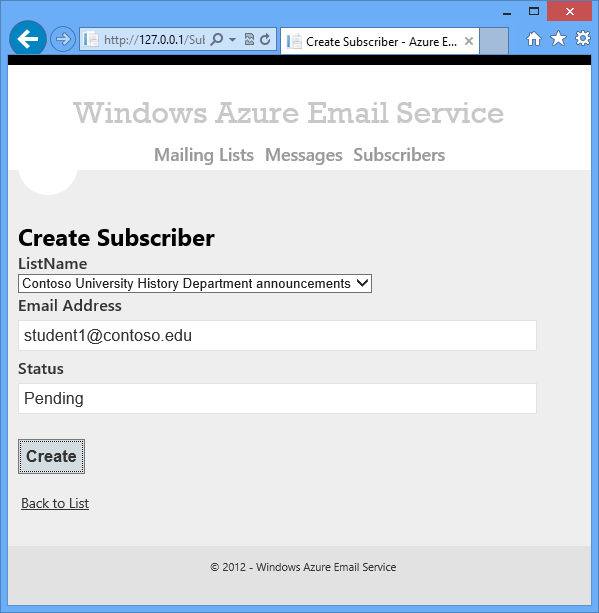 http://127.0.0.1/Sub
Create Subscriber - Azure E...
Windows Azure Email Service
Mailing Lists Messages Subscribers
Create Subscriber
ListName
Contoso University History Department announcements
Email Address
student1@contoso.edu
Status
Pending
Create
Back to List
© 2012 - Windows Azure Email Service